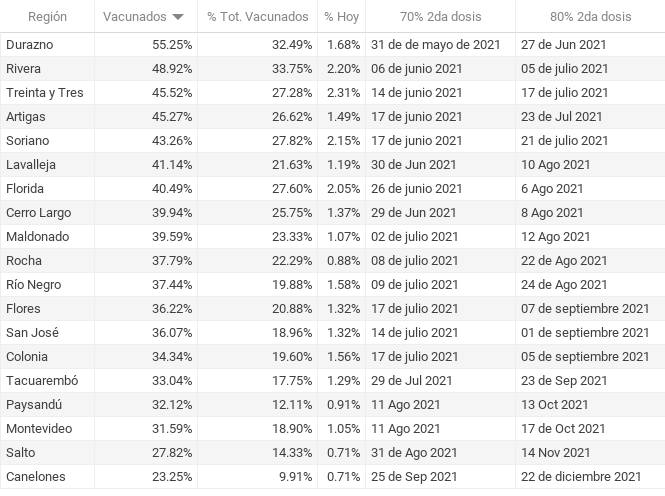 Región Vacunados % Tot. Vacunados % Hoy 70% 2da dosis 80% 2da dosis
Durazno 55.25% 32.49% 1.68% 31 de de mayo de 2021 27 de Jun 2021
Rivera 48.92% 33.75% 2.20% 06 de junio 2021 05 de julio 2021
Treinta y Tres 45.52% 27.28% 2.31% 14 de junio 2021 17 de julio 2021
Artigas 45.27% 26.62% 1.49% 17 de junio 2021 23 de Jul 2021
Soriano 43.26% 27.82% 2.15% 17 de junio 2021 21 de julio 2021
Lavalleja 41.14% 21.63% 1.19% 30 de Jun 2021 10 Ago 2021
Florida 40.49% 27.60% 2.05% 26 de junio 2021 6 Ago 2021
Cerro Largo 39.94% 25.75% 1.37% 29 de Jun 2021 8 Ago 2021
Maldonado 39.59% 23.33% 1.07% 02 de julio 2021 12 Ago 2021
Rocha 37.79% 22.29% 0.88% 08 de julio 2021 22 de Ago 2021
Río Negro 37.44% 19.88% 1.58% 09 de julio 2021 24 de Ago 2021
Flores 36.22% 20.88% 1.32% 17 de julio 2021 07 de septiembre 2021
San José 36.07% 18.96% 1.32% 14 de julio 2021 01 de septiembre 2021
Colonia 34.34% 19.60% 1.56% 17 de julio 2021 05 de septiembre 2021
Tacuarembó 33.04% 17.75% 1.29% 29 de Jul 2021 23 de Sep 2021
Paysandú 32.12% 12.11% 0.91% 11 Ago 2021 13 Oct 2021
Montevideo 31.59% 18.90% 1.05% 11 Ago 2021 17 de Oct 2021
Salto 27.82% 14.33% 0.71% 31 de Ago 2021 14 Nov 2021
Canelones 23.25% 9.91% 0.71% 25 de Sep 2021 22 de diciembre 2021